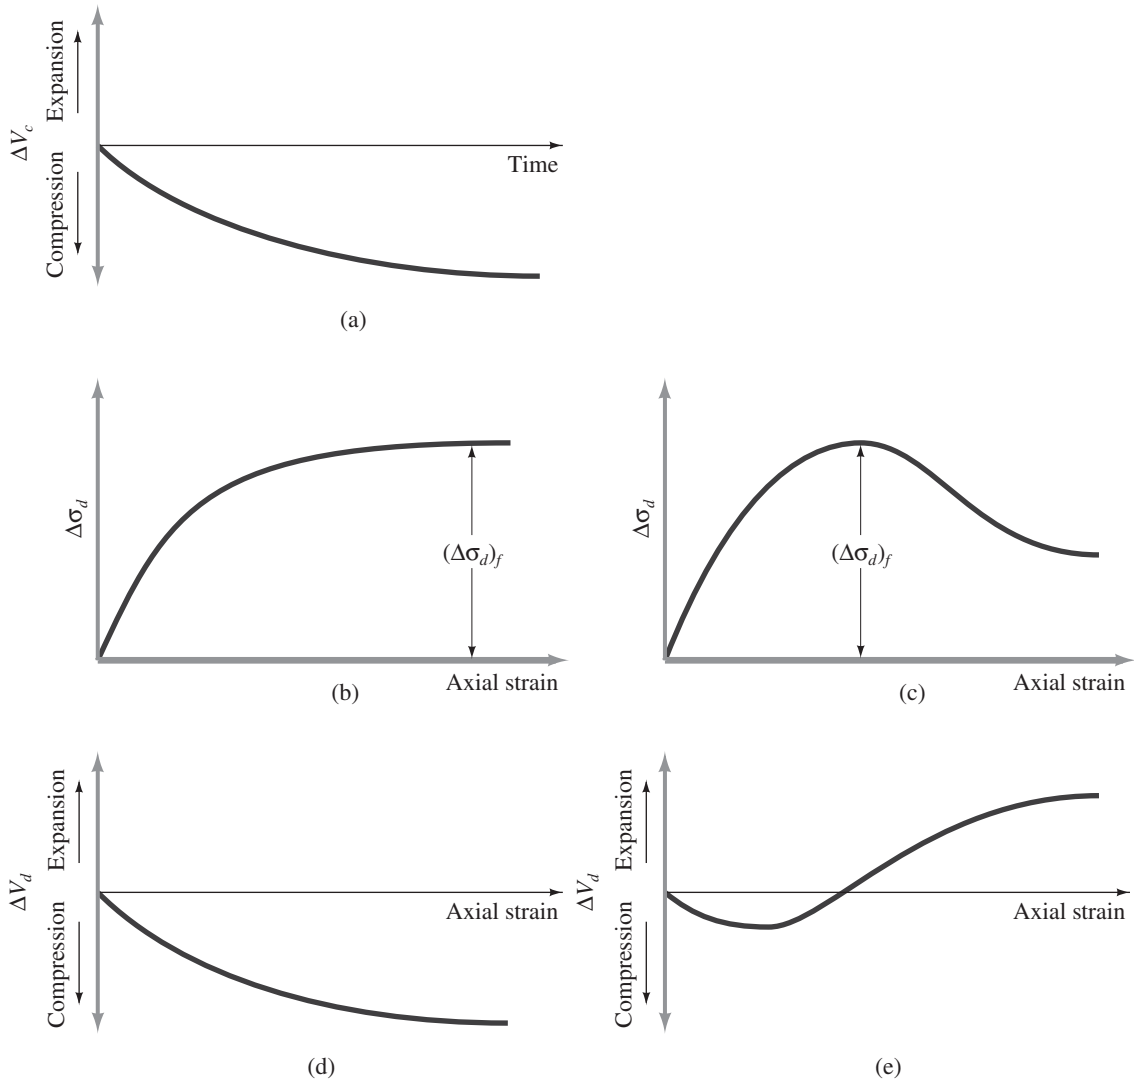 Expansion
ΔV_c
Compression
Time
(a)
Δσ_d
(Δσ_d)_f
Axial strain
(b)
Δσ_d
(Δσ_d)_f
Axial strain
(c)
Expansion
ΔV_d
Compression
Axial strain
(d)
Expansion
ΔV_d
Compression
Axial strain
(e)